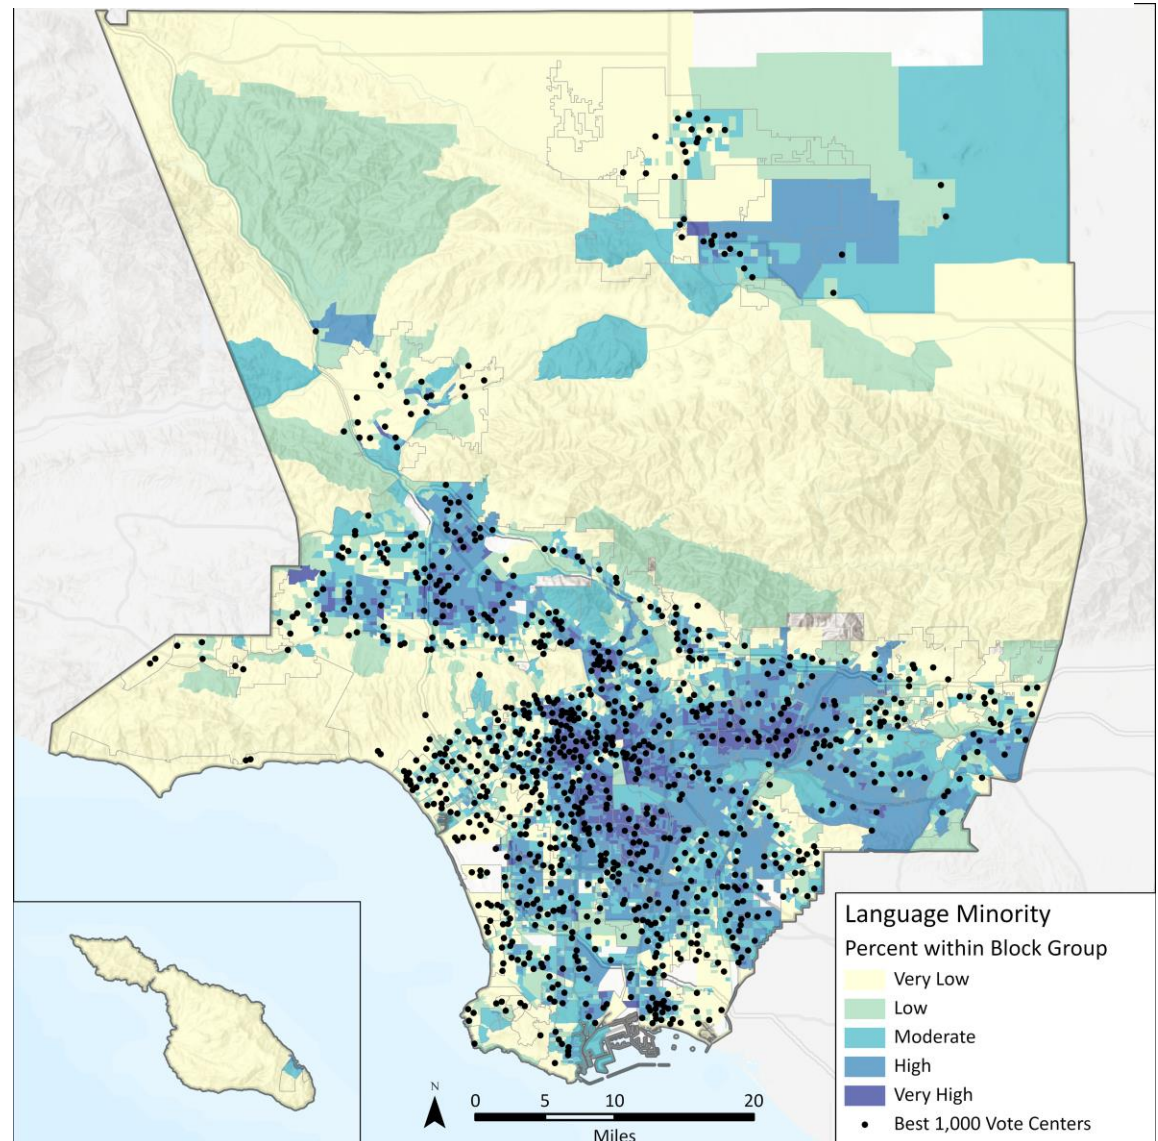 Language Minority
Percent within Block Group
Very Low
Low
Moderate
High
Very High
Best 1,000 Vote Centers
N
0 5 10 20
Miles